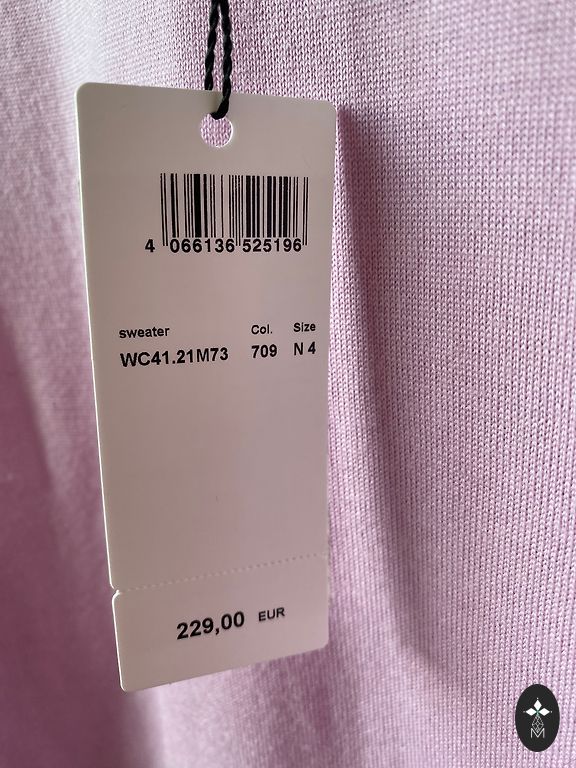 4 066136 525196
sweater Col. Size
WC41.21M73 709 N 4
229,00 EUR
M